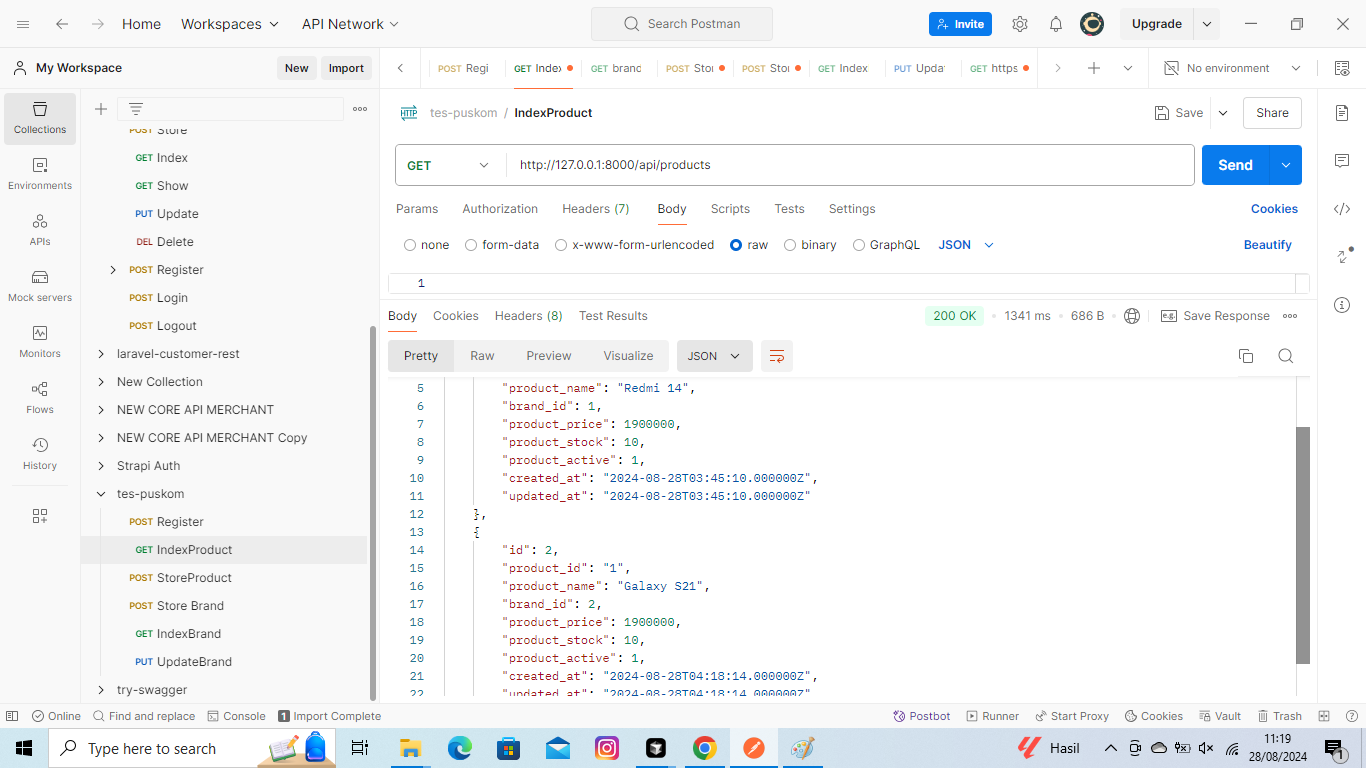 Home Workspaces API Network Search Postman Invite Upgrade
My Workspace New Import
POST Regi GET Index GET brand POST Sto POST Sto GET Index PUT Upda GET https No environment
Collections
Environments
APIs
Mock servers
Monitors
Flows
History
POST Store
GET Index
GET Show
PUT Update
DEL Delete
POST Register
POST Login
POST Logout
laravel-customer-rest
New Collection
NEW CORE API MERCHANT
NEW CORE API MERCHANT Copy
Strapi Auth
tes-puskom
POST Register
GET IndexProduct
POST StoreProduct
POST Store Brand
GET IndexBrand
PUT UpdateBrand
try-swagger
HTTP tes-puskom / IndexProduct Save Share
GET http://127.0.0.1:8000/api/products Send
Params Authorization Headers (7) Body Scripts Tests Settings Cookies
none form-data x-www-form-urlencoded raw binary GraphQL JSON Beautify
1
Body Cookies Headers (8) Test Results 200 OK 1341 ms 686 B e.g. Save Response
Pretty Raw Preview Visualize JSON
5 "product_name": "Redmi 14",
6 "brand_id": 1,
7 "product_price": 1900000,
8 "product_stock": 10,
9 "product_active": 1,
10 "created_at": "2024-08-28T03:45:10.000000Z",
11 "updated_at": "2024-08-28T03:45:10.000000Z"
12 },
13 {
14 "id": 2,
15 "product_id": "1",
16 "product_name": "Galaxy S21",
17 "brand_id": 2,
18 "product_price": 1900000,
19 "product_stock": 10,
20 "product_active": 1,
21 "created_at": "2024-08-28T04:18:14.000000Z",
22 "updated_at": "2024-08-28T04:18:14.000000Z"
Online Find and replace Console 1 Import Complete Postbot Runner Start Proxy Cookies Vault Trash
Type here to search Hasil 11:19
28/08/2024 1